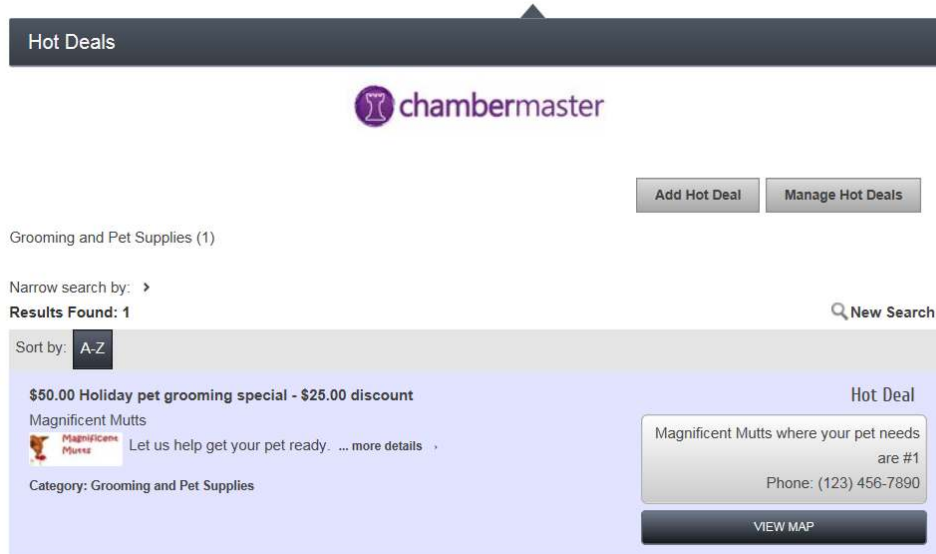 Hot Deals
chambermaster
Add Hot Deal
Manage Hot Deals
Grooming and Pet Supplies (1)
Narrow search by: >
Results Found: 1
New Search
Sort by: A-Z
$50.00 Holiday pet grooming special - $25.00 discount
Hot Deal
Magnificent Mutts
Magnificent
Mutts
Let us help get your pet ready. ... more details ›
Category: Grooming and Pet Supplies
Magnificent Mutts where your pet needs
are #1
Phone: (123) 456-7890
VIEW MAP